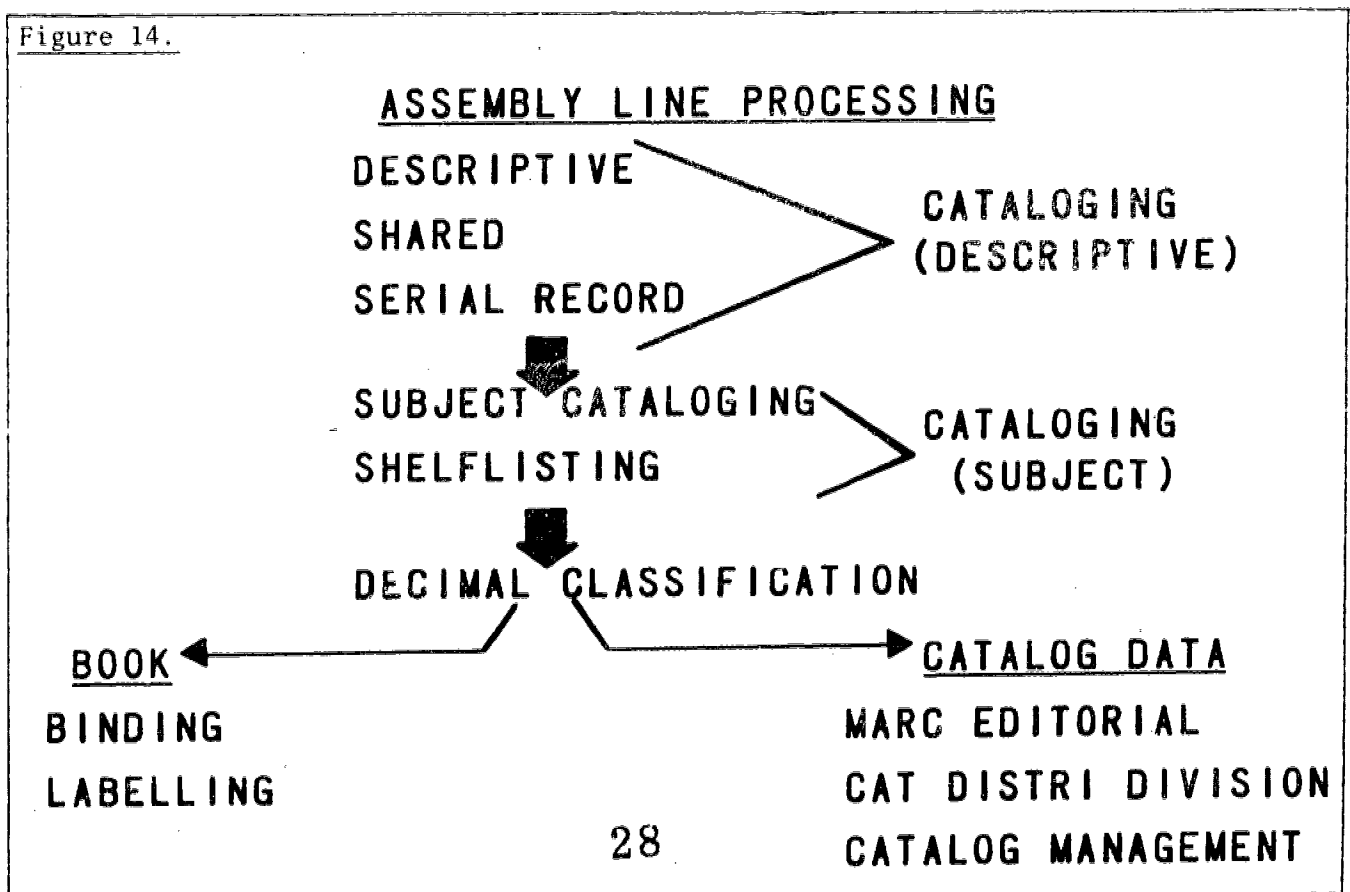 Figure 14.
ASSEMBLY LINE PROCESSING
DESCRIPTIVE
SHARED
SERIAL RECORD
CATALOGING
(DESCRIPTIVE)
SUBJECT CATALOGING
SHELFLISTING
CATALOGING
(SUBJECT)
DECIMAL CLASSIFICATION
BOOK
BINDING
LABELLING
CATALOG DATA
MARC EDITORIAL
CAT DISTRI DIVISION
CATALOG MANAGEMENT
28